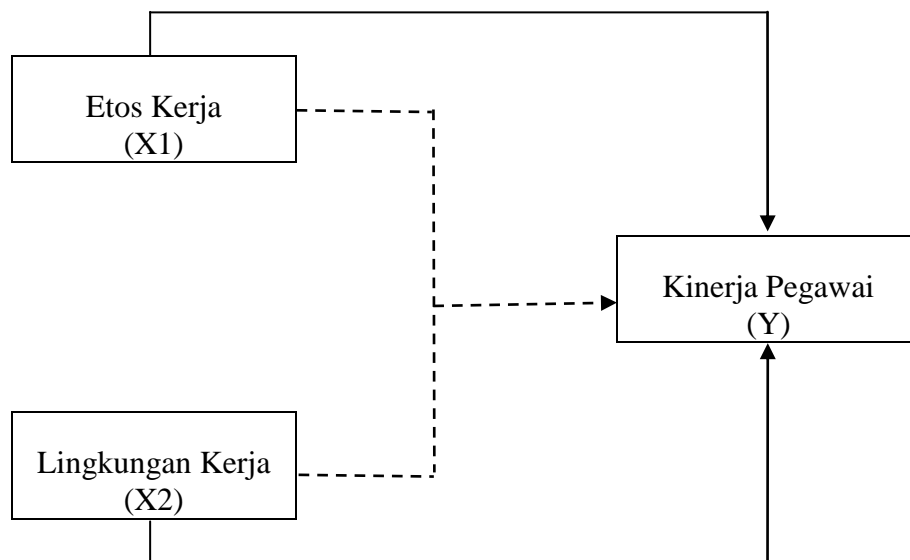 Etos Kerja
(X1)
Kinerja Pegawai
(Y)
Lingkungan Kerja
(X2)